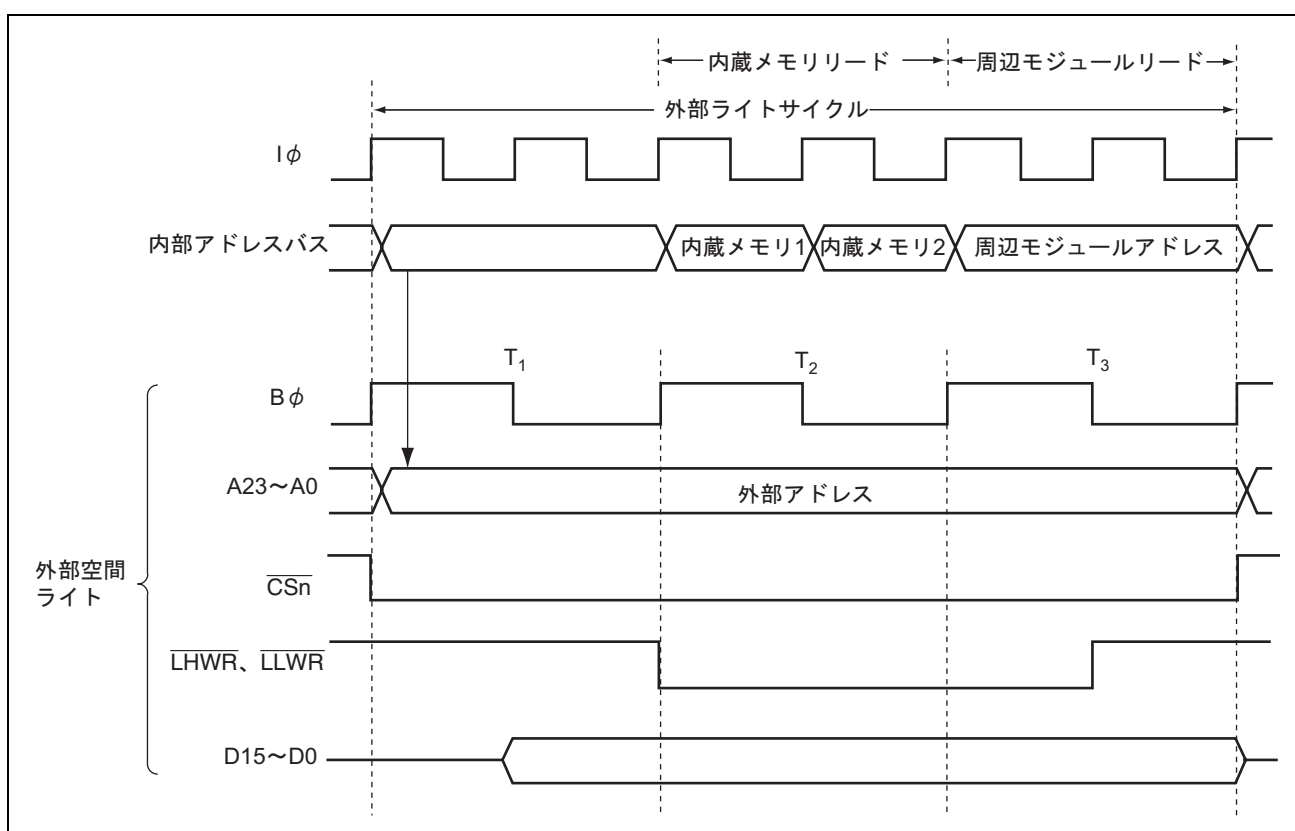 内蔵メモリリード 周辺モジュールリード
外部ライトサイクル
Iφ
内部アドレスバス 内蔵メモリ1 内蔵メモリ2 周辺モジュールアドレス
T1 T2 T3
Bφ
A23～A0 外部アドレス
外部空間
ライト
CSn
LHWR、LLWR
D15～D0